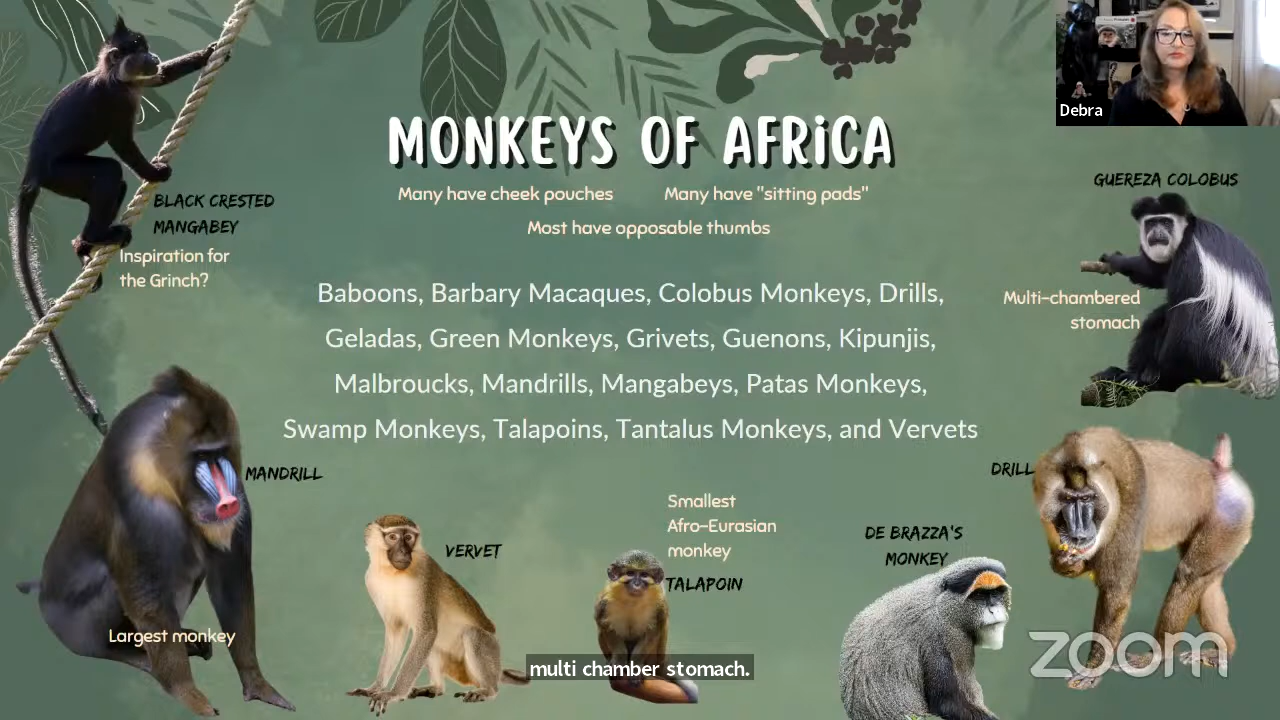 Debra
MONKEYS OF AFRiCA
Many have cheek pouches
Many have "sitting pads"
Most have opposable thumbs
BLACK CRESTED
MANGABEY
Inspiration for
the Grinch?
GUEREZA COLOBUS
Multi-chambered
stomach
Baboons, Barbary Macaques, Colobus Monkeys, Drills,
Geladas, Green Monkeys, Grivets, Guenons, Kipunjis,
Malbroucks, Mandrills, Mangabeys, Patas Monkeys,
Swamp Monkeys, Talapoins, Tantalus Monkeys, and Vervets
MANDRILL
Largest monkey
VERVET
Smallest
Afro-Eurasian
monkey
TALAPOIN
DE BRAZZA'S
MONKEY
DRILL
multi chamber stomach.
zoom